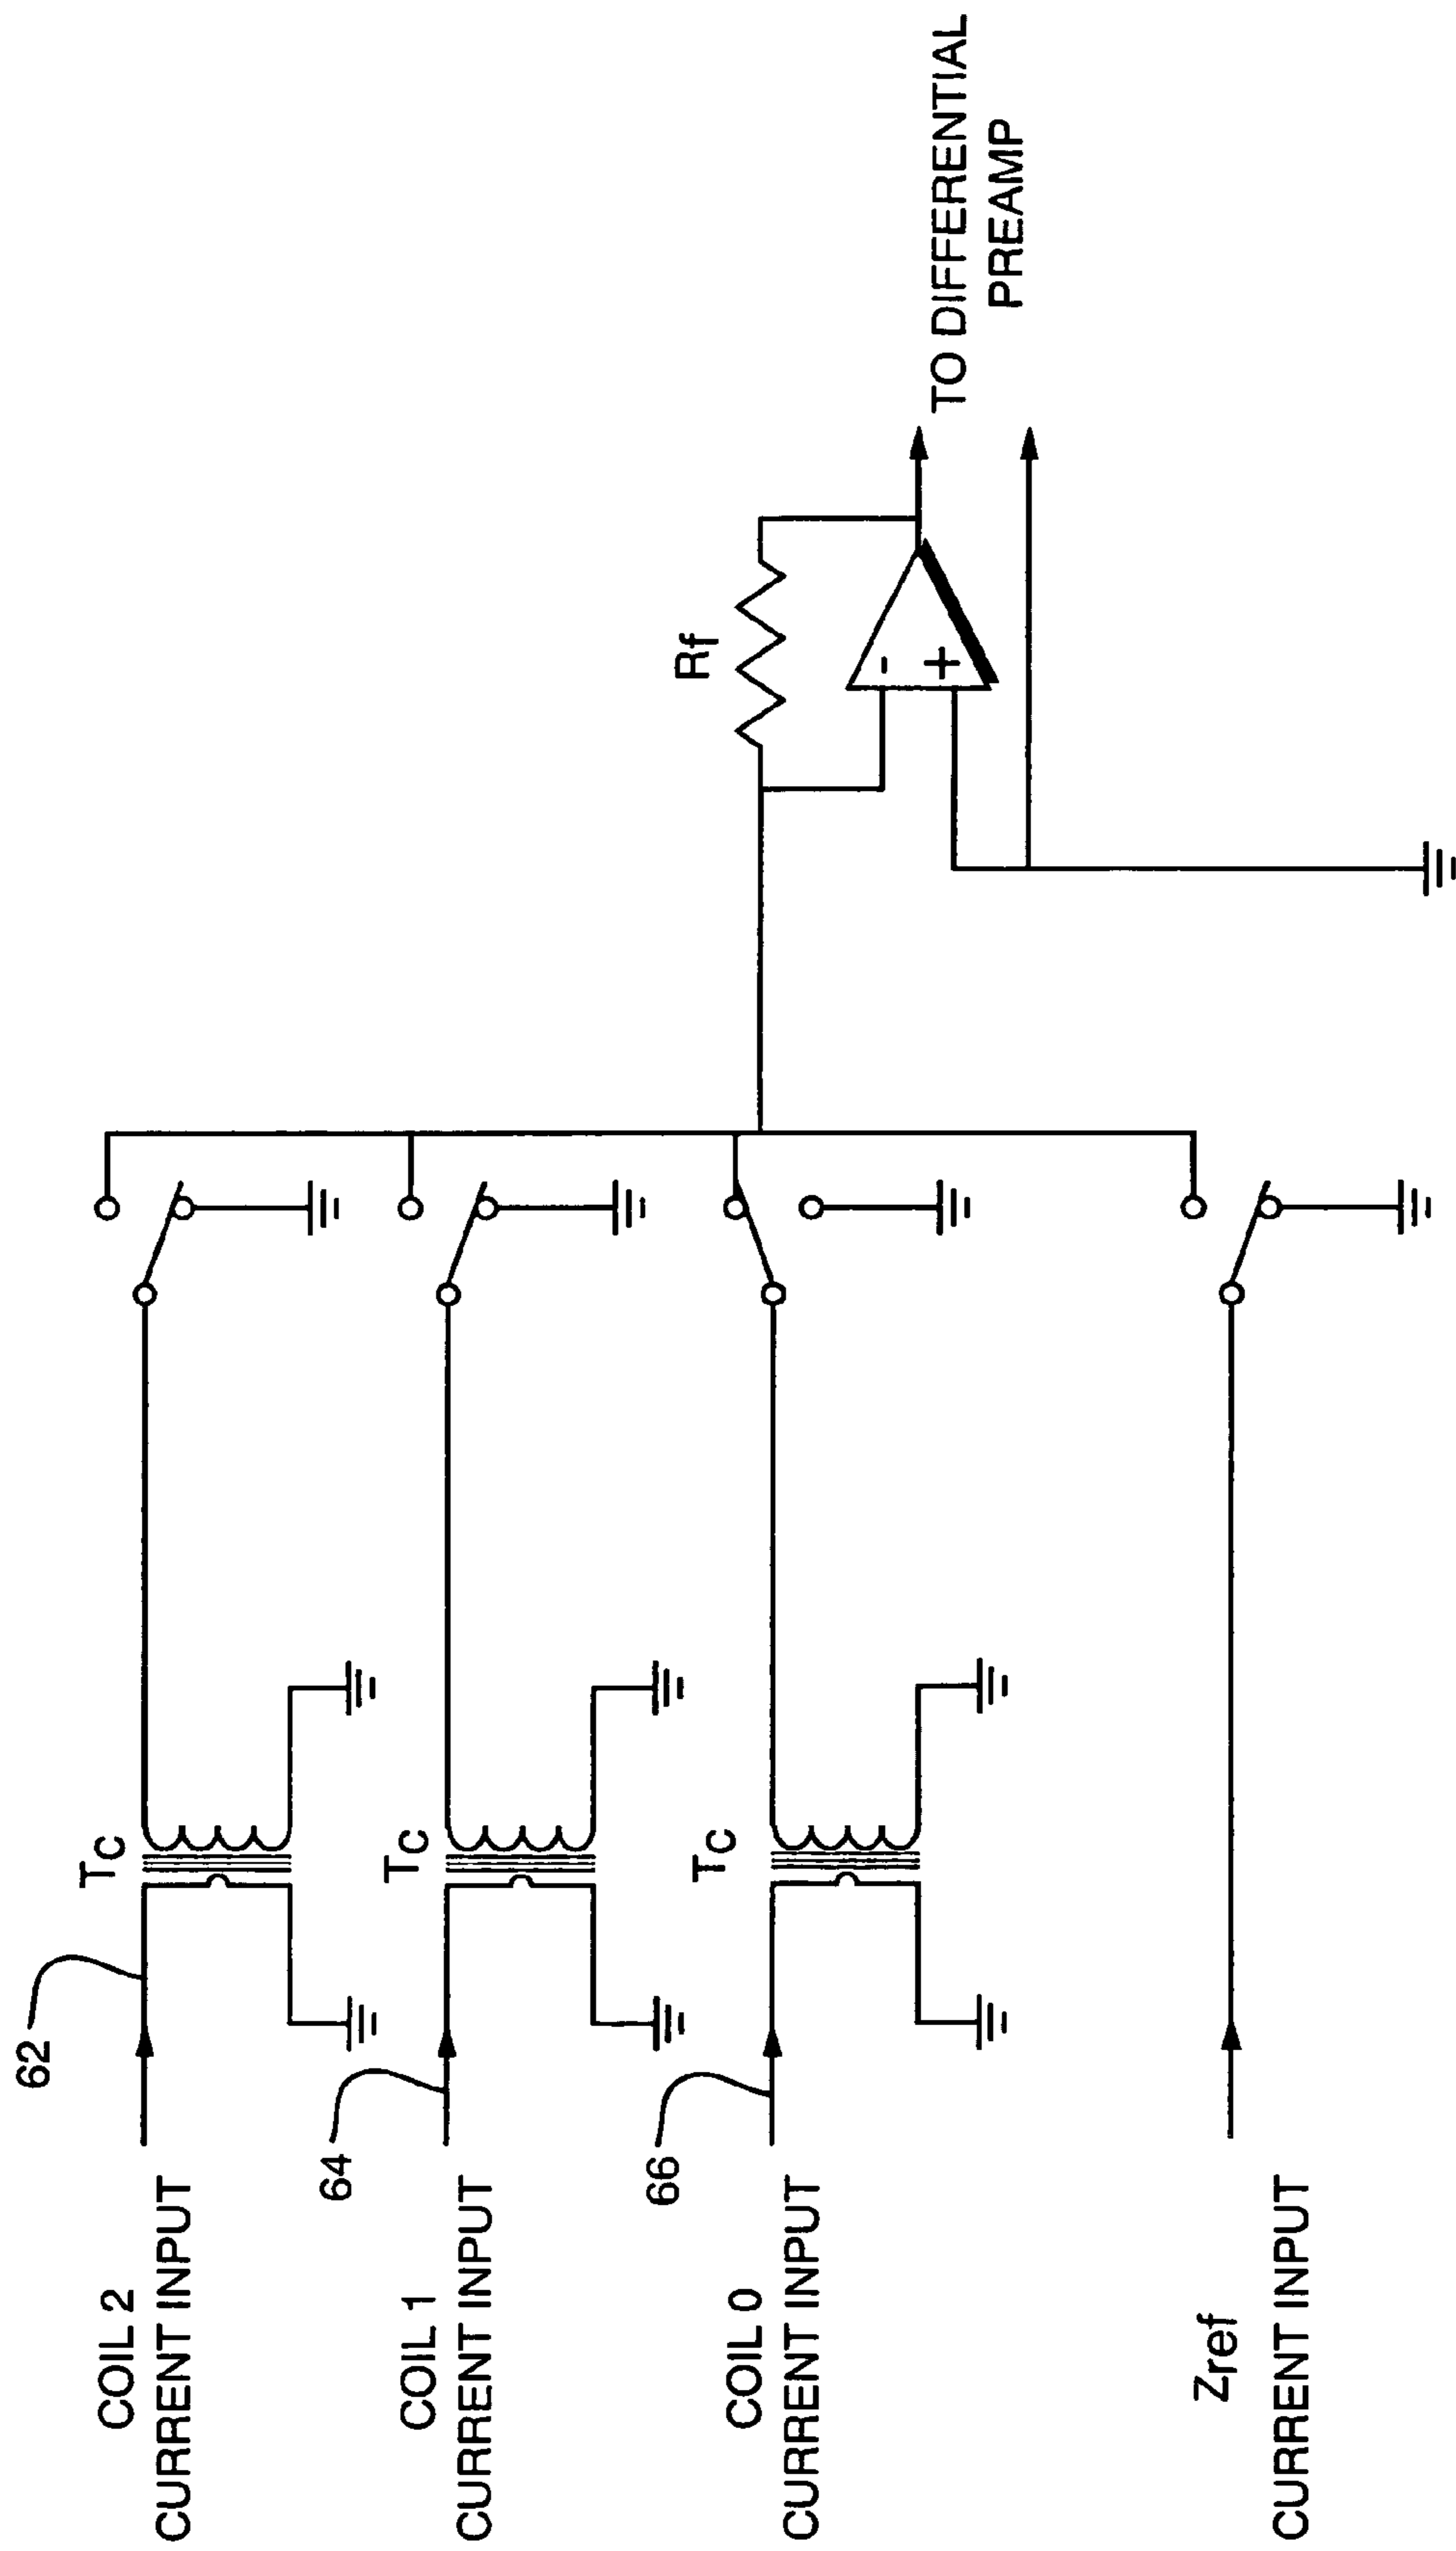 COIL 2
CURRENT INPUT
62
TC
COIL 1
CURRENT INPUT
64
TC
COIL 0
CURRENT INPUT
66
TC
Zref
CURRENT INPUT
Rf
-
+
TO DIFFERENTIAL
PREAMP